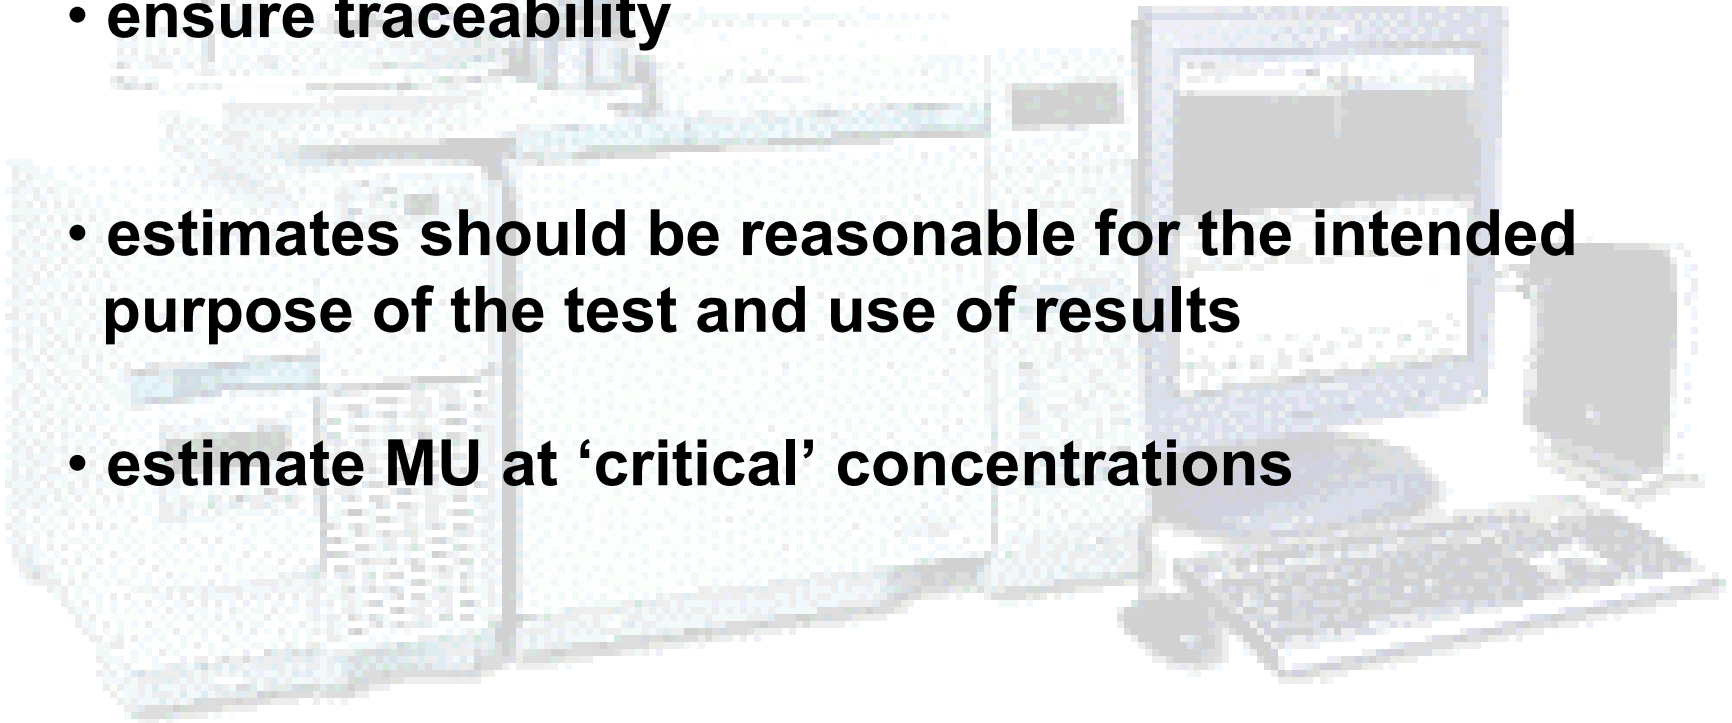 • ensure traceability
• estimates should be reasonable for the intended
purpose of the test and use of results
• estimate MU at ‘critical’ concentrations